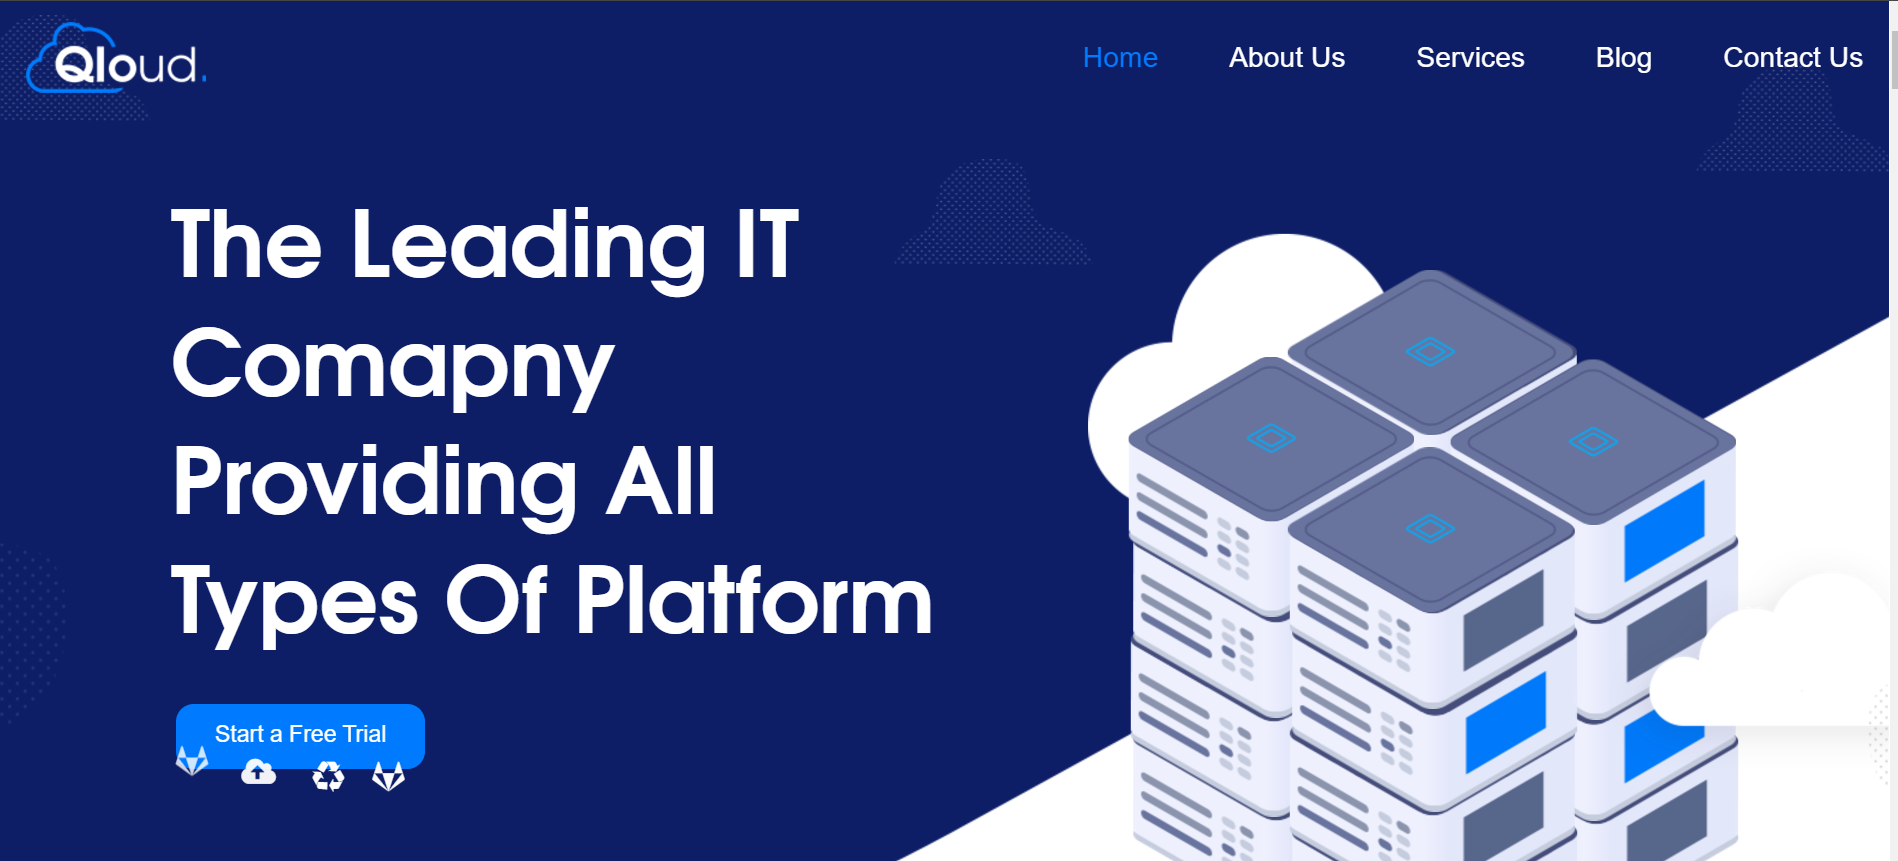 Qloud.
Home About Us Services Blog Contact Us
The Leading IT
Comapny
Providing All
Types Of Platform
Start a Free Trial